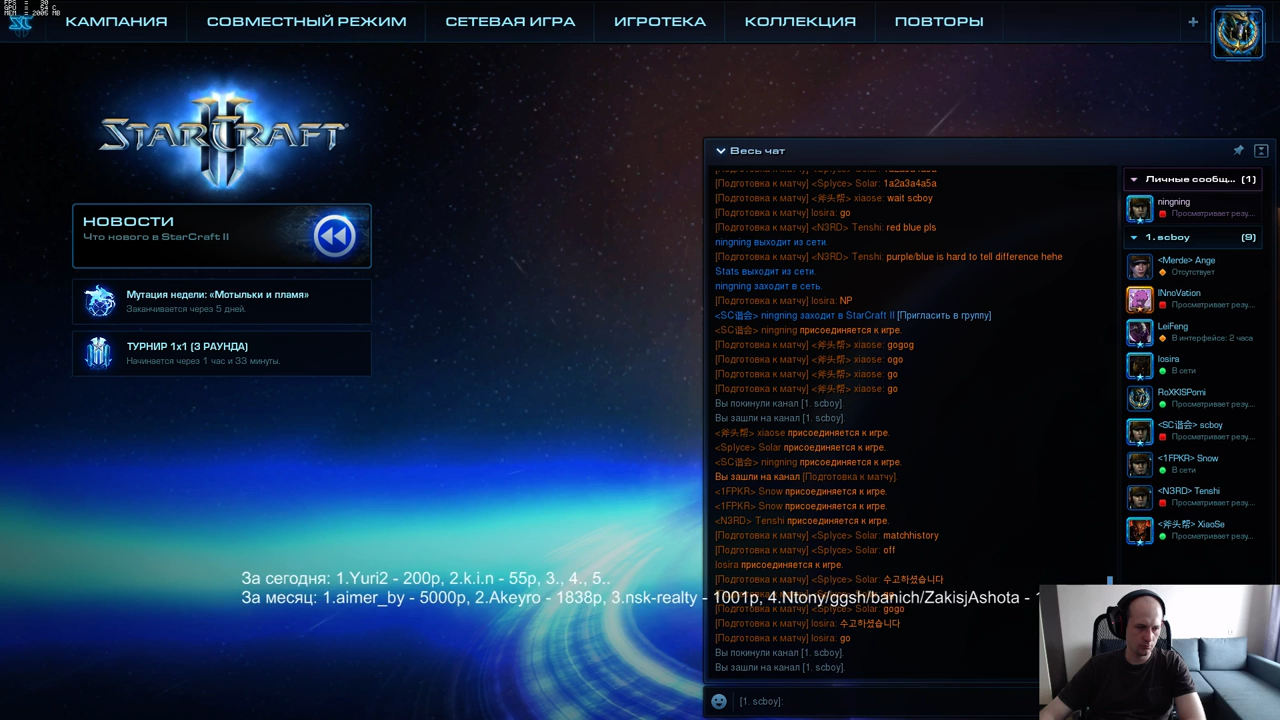 КАМПАНИЯ
СОВМЕСТНЫЙ РЕЖИМ
СЕТЕВАЯ ИГРА
ИГРОТЕКА
КОЛЛЕКЦИЯ
ПОВТОРЫ
STARCRAFT
II
НОВОСТИ
Что нового в StarCraft II
Мутация недели: «Мотыльки и пламя»
Заканчивается через 5 дней.
ТУРНИР 1x1 (3 РАУНДА)
Начинается через 1 час и 33 минуты.
Весь чат
[Подготовка к матчу] <Splyce> Solar: 1a2a3a4a5a
[Подготовка к матчу] <斧头帮> xiaose: wait scboy
[Подготовка к матчу] losira: go
[Подготовка к матчу] <N3RD> Tenshi: red blue pls
ningning выходит из сети.
[Подготовка к матчу] <N3RD> Tenshi: purple/blue is hard to tell difference hehe
Stats выходит из сети.
ningning заходит в сеть.
[Подготовка к матчу] losira: NP
<SC谐会> ningning заходит в StarCraft II [Пригласить в группу]
<SC谐会> ningning присоединяется к игре.
[Подготовка к матчу] <斧头帮> xiaose: gogog
[Подготовка к матчу] <斧头帮> xiaose: ogo
[Подготовка к матчу] <斧头帮> xiaose: go
[Подготовка к матчу] <斧头帮> xiaose: go
Вы покинули канал [1. scboy].
Вы зашли на канал [1. scboy].
<斧头帮> xiaose присоединяется к игре.
<Splyce> Solar присоединяется к игре.
<SC谐会> ningning присоединяется к игре.
Вы зашли на канал [Подготовка к матчу].
<1FPKR> Snow присоединяется к игре.
<1FPKR> Snow присоединяется к игре.
<N3RD> Tenshi присоединяется к игре.
[Подготовка к матчу] <Splyce> Solar: matchhistory
[Подготовка к матчу] <Splyce> Solar: off
losira присоединяется к игре.
[Подготовка к матчу] <Splyce> Solar: 수고하셨습니다
[Подготовка к матчу] <Splyce> Solar: gogo
[Подготовка к матчу] losira: 수고하셨습니다
[Подготовка к матчу] losira: go
Вы покинули канал [1. scboy].
Вы зашли на канал [1. scboy].
[1. scboy]:
Личные сообщ... (1)
ningning
Просматривает резу...
1. scboy (9)
<Merde> Ange
Отсутствует
INnoVation
Просматривает резу...
LeiFeng
В интерфейсе: 2 часа
losira
В сети
RoXKISPomi
Просматривает резу...
<SC谐会> scboy
Просматривает резу...
<1FPKR> Snow
В сети
<N3RD> Tenshi
Просматривает резу...
<斧头帮> XiaoSe
Просматривает резу...
За сегодня: 1.Yuri2 - 200р, 2.k.i.n - 55р, 3., 4., 5..
За месяц: 1.aimer_by - 5000р, 2.Akeyro - 1838р, 3.nsk-realty - 1001р, 4.Ntony/ggsh/banich/ZakisjAshota -